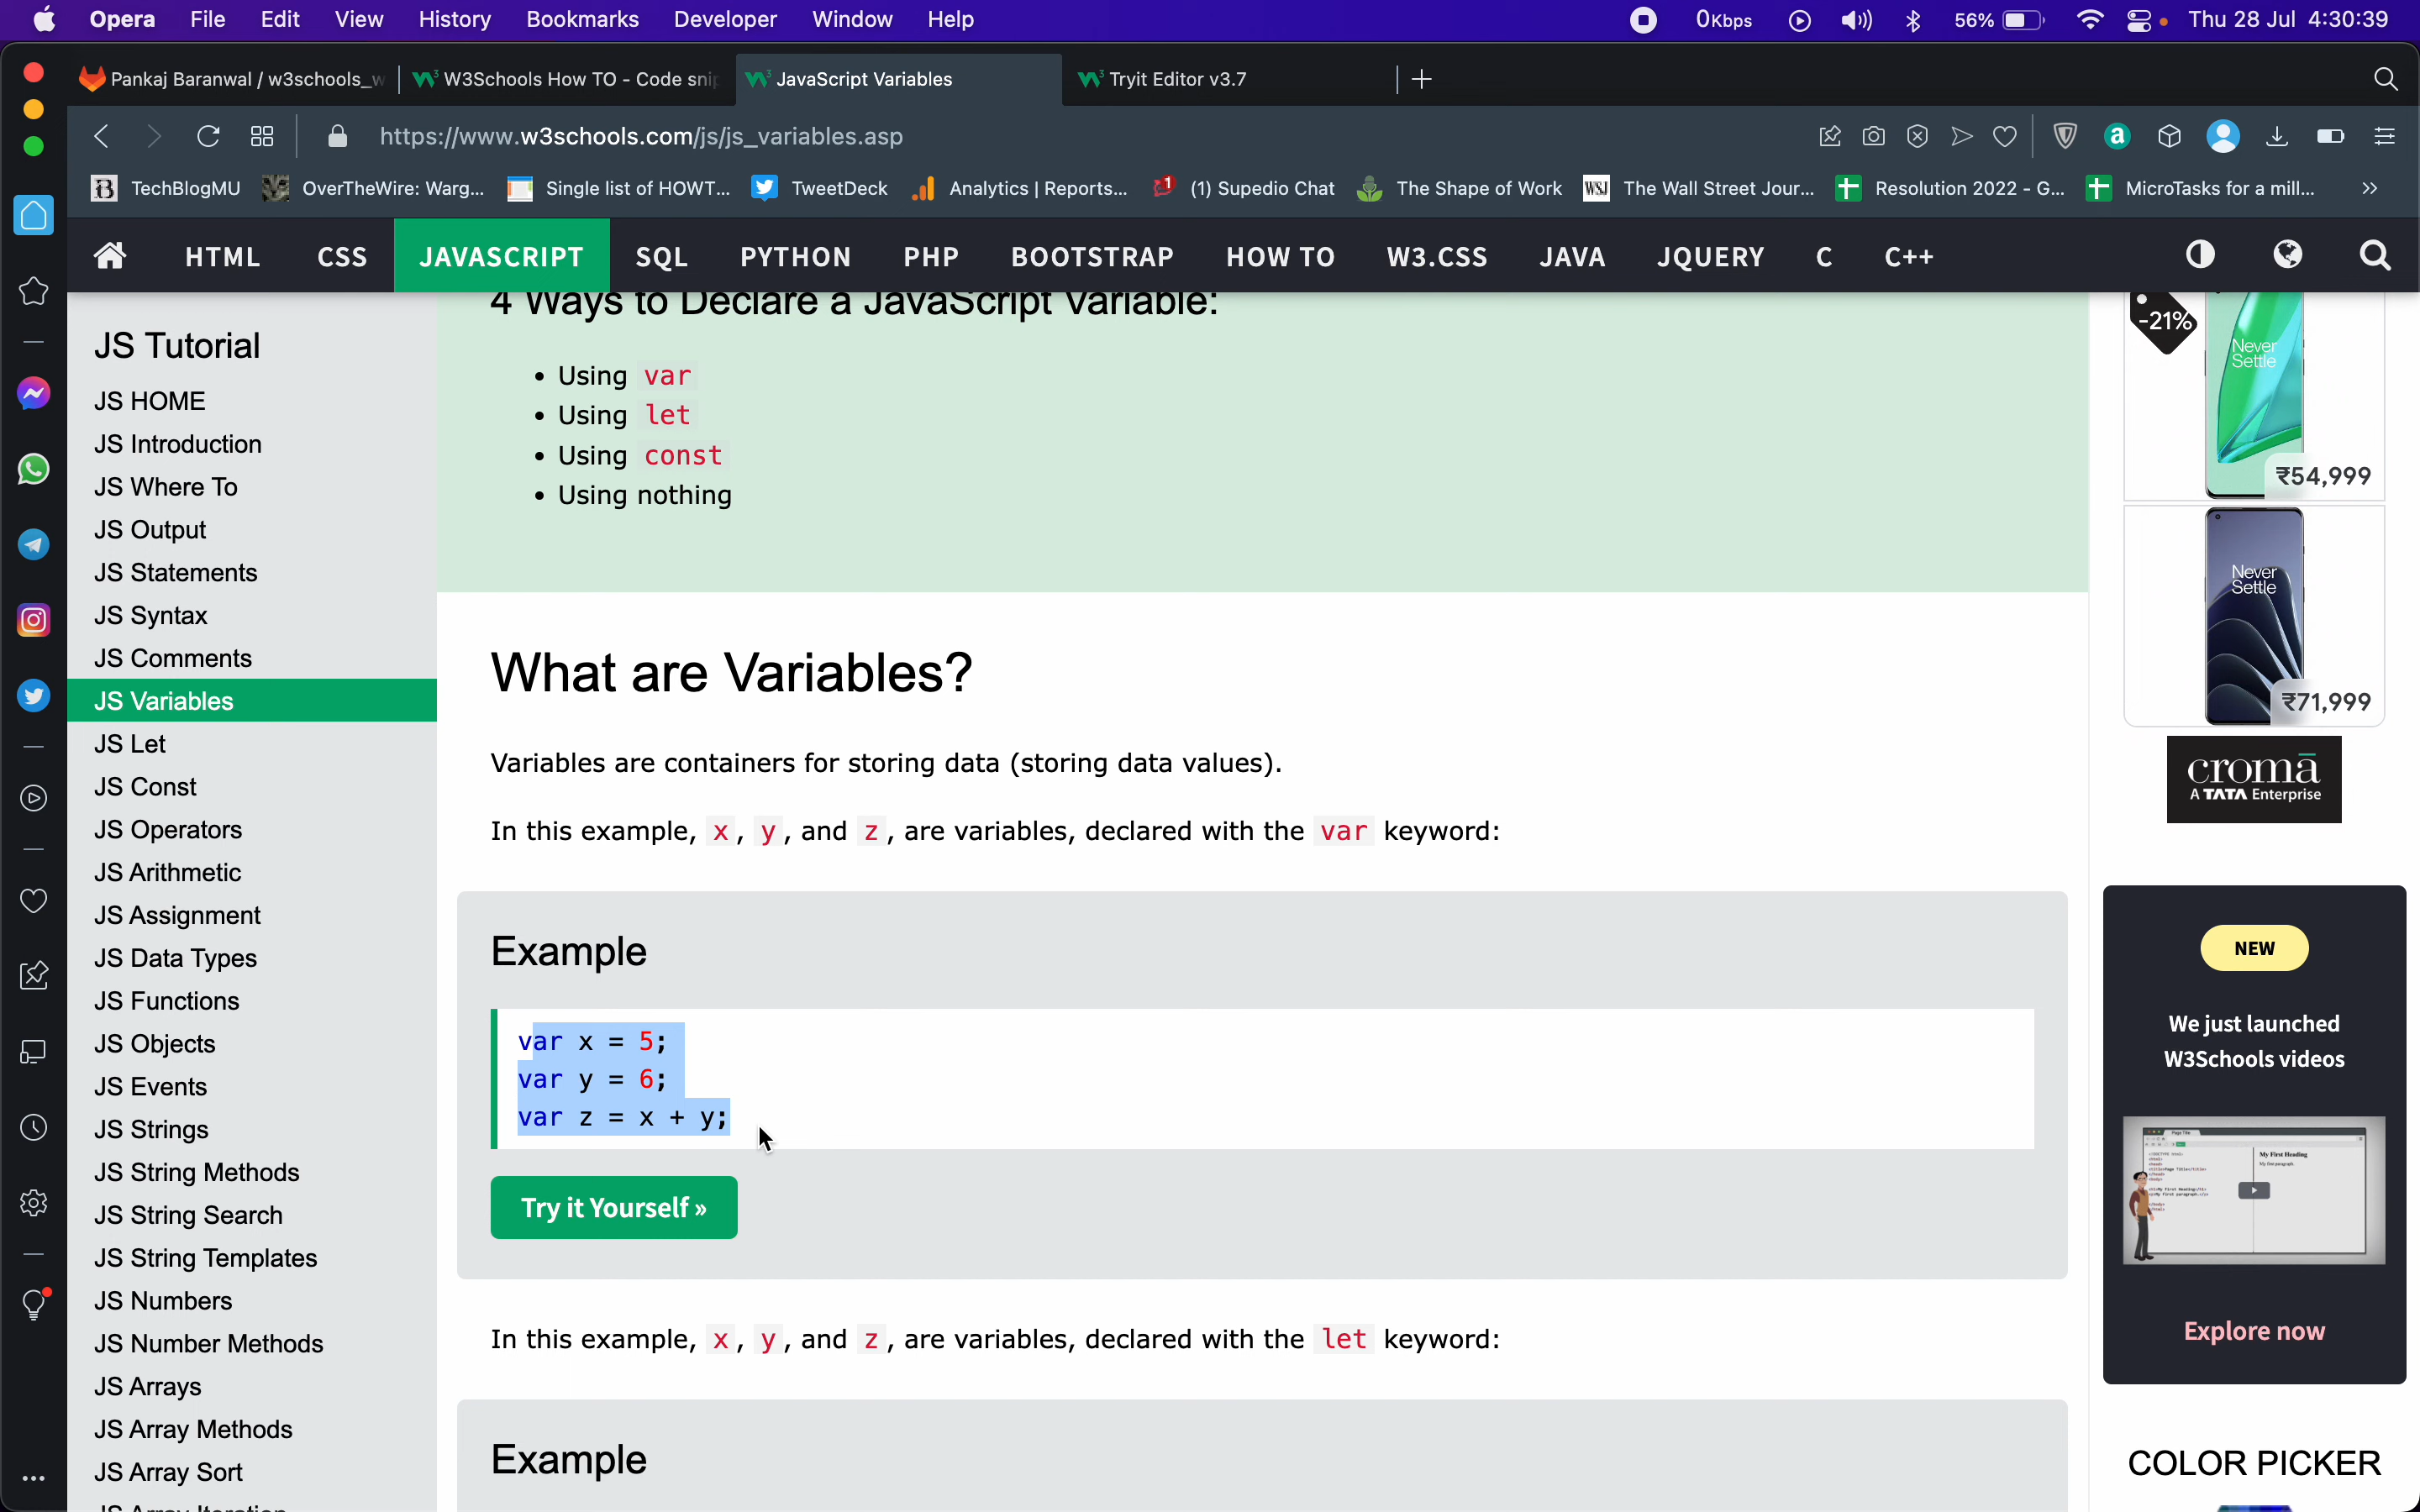 Opera File Edit View History Bookmarks Developer Window Help 0Kbps 56% Thu 28 Jul 4:30:39
Pankaj Baranwal / w3schools_w W3Schools How TO - Code snip JavaScript Variables Tryit Editor v3.7
https://www.w3schools.com/js/js_variables.asp
TechBlogMU OverTheWire: Warg... Single list of HOWT... TweetDeck Analytics | Reports... (1) Supedio Chat The Shape of Work WSJ The Wall Street Jour... Resolution 2022 - G... MicroTasks for a mill... »
HTML CSS JAVASCRIPT SQL PYTHON PHP BOOTSTRAP HOW TO W3.CSS JAVA JQUERY C C++
JS Tutorial
JS HOME
JS Introduction
JS Where To
JS Output
JS Statements
JS Syntax
JS Comments
JS Variables
JS Let
JS Const
JS Operators
JS Arithmetic
JS Assignment
JS Data Types
JS Functions
JS Objects
JS Events
JS Strings
JS String Methods
JS String Search
JS String Templates
JS Numbers
JS Number Methods
JS Arrays
JS Array Methods
JS Array Sort
JS Array Iteration
4 Ways to Declare a JavaScript Variable:
• Using var
• Using let
• Using const
• Using nothing
What are Variables?
Variables are containers for storing data (storing data values).
In this example, x, y, and z, are variables, declared with the var keyword:
Example
var x = 5;
var y = 6;
var z = x + y;
Try it Yourself »
In this example, x, y, and z, are variables, declared with the let keyword:
Example
-21%
Never
Settle
₹54,999
Never
Settle
₹71,999
croma
A TATA Enterprise
NEW
We just launched
W3Schools videos
My First Heading
Explore now
COLOR PICKER